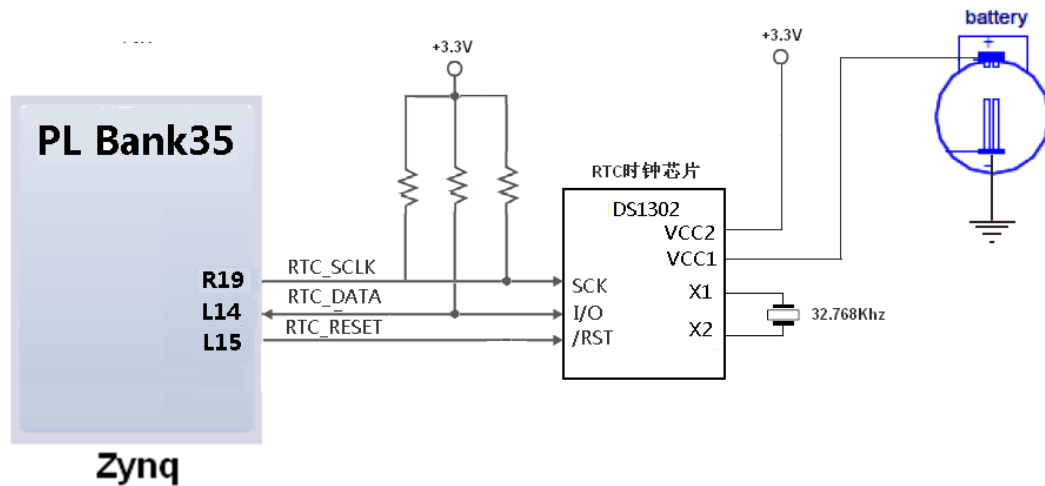 battery
+3.3V
+3.3V
PL Bank35
RTC时钟芯片
DS1302
VCC2
VCC1
R19
RTC_SCLK
SCK
X1
L14
RTC_DATA
I/O
32.768Khz
L15
RTC_RESET
/RST
X2
Zynq
+
-